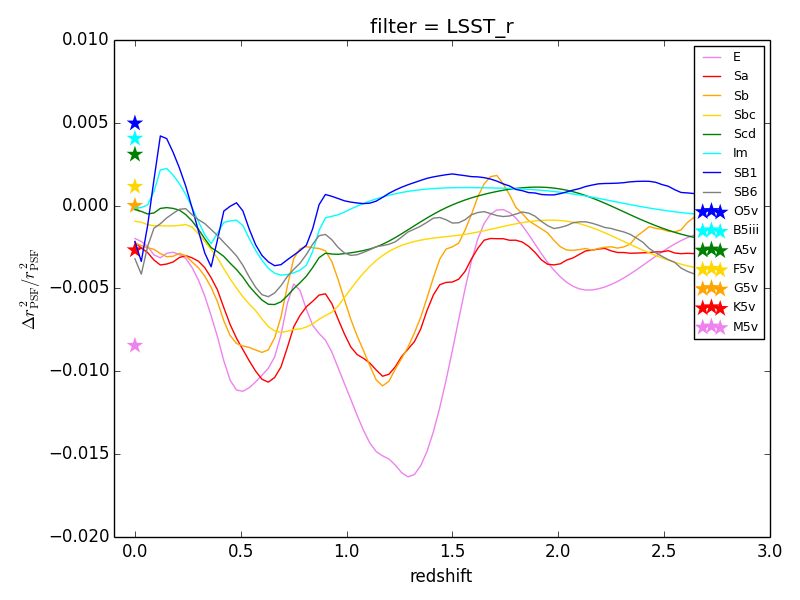 filter = LSST_r
0.010
0.005
0.000
−0.005
−0.010
−0.015
−0.020
Δr²_PSF/r²_PSF
0.0 0.5 1.0 1.5 2.0 2.5 3.0
redshift
E
Sa
Sb
Sbc
Scd
Im
SB1
SB6
O5v
B5iii
A5v
F5v
G5v
K5v
M5v